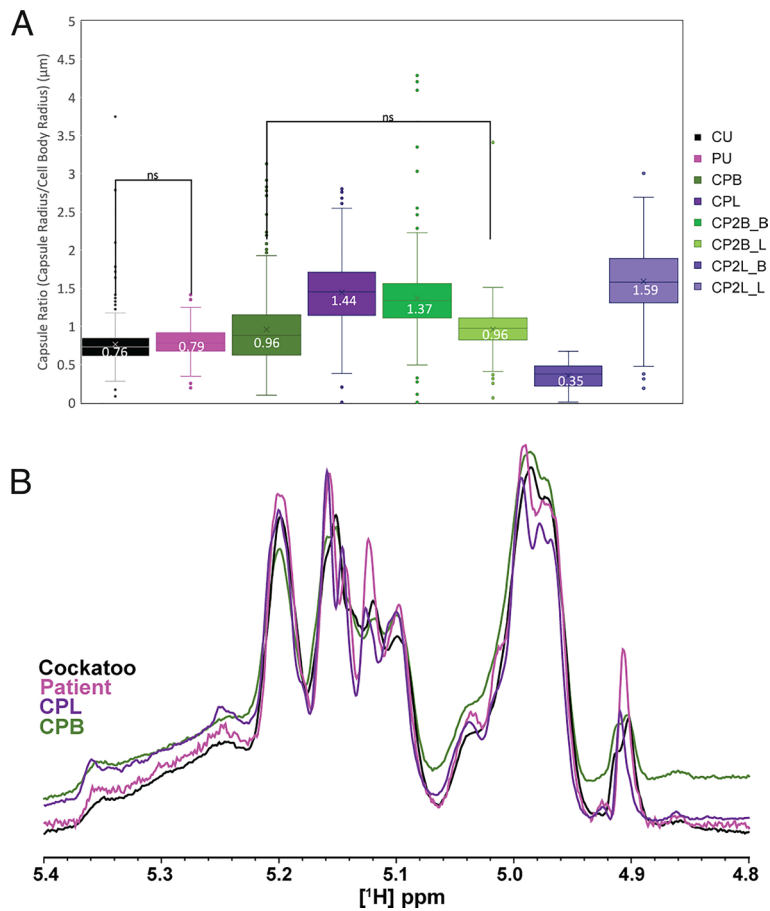 A
Capsule Ratio (Capsule Radius/Cell Body Radius) (µm)
5
4.5
4
3.5
3
2.5
2
1.5
1
0.5
0
ns
ns
0.76
0.79
0.96
1.44
1.37
0.96
0.35
1.59
CU
PU
CPB
CPL
CP2B_B
CP2B_L
CP2L_B
CP2L_L
B
Cockatoo
Patient
CPL
CPB
5.4 5.3 5.2 5.1 5.0 4.9 4.8
[¹H] ppm